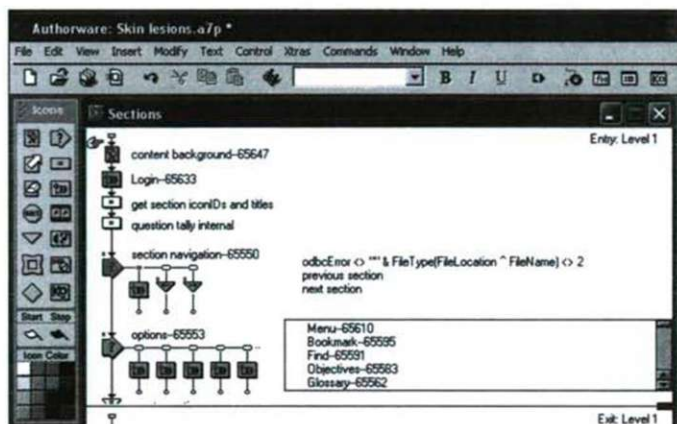 Authorware: Skin lesions.a7p *
File Edit View Insert Modify Text Control Xtras Commands Window Help
B I U
Icons
Sections
Entry: Level 1
content background--65647
Login--65633
get section iconIDs and titles
question tally internal
section navigation--65550
odbcError <> "" & FileType(FileLocation ^ FileName) <> 2
previous section
next section
options--65553
Menu--65610
Bookmark--65595
Find--65591
Objectives--65583
Glossary--65562
Start Stop
Icon Color
Exit: Level 1